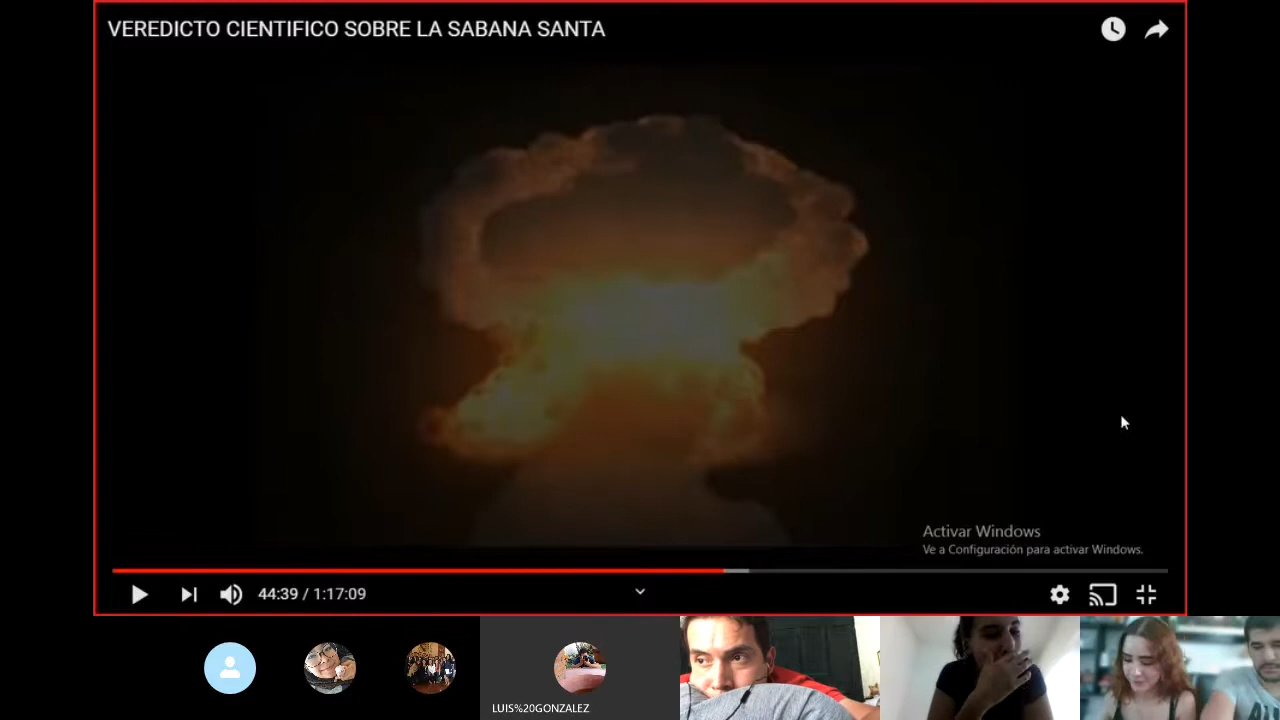 VEREDICTO CIENTIFICO SOBRE LA SABANA SANTA
Activar Windows
Ve a Configuración para activar Windows.
44:39 / 1:17:09
LUIS%20GONZALEZ